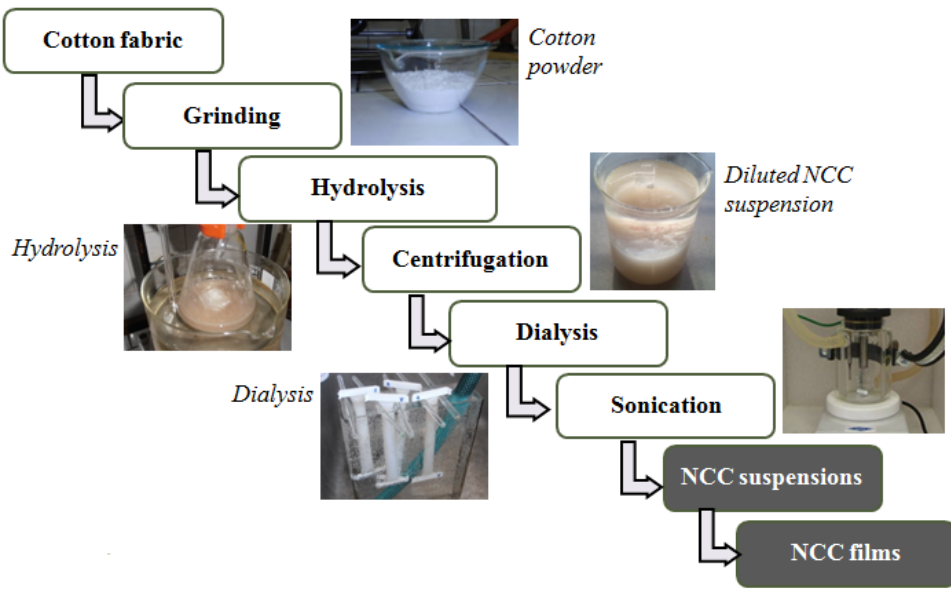 Cotton fabric
Cotton
powder
Grinding
Hydrolysis
Diluted NCC
suspension
Hydrolysis
Centrifugation
Dialysis
Dialysis
Sonication
NCC suspensions
NCC films